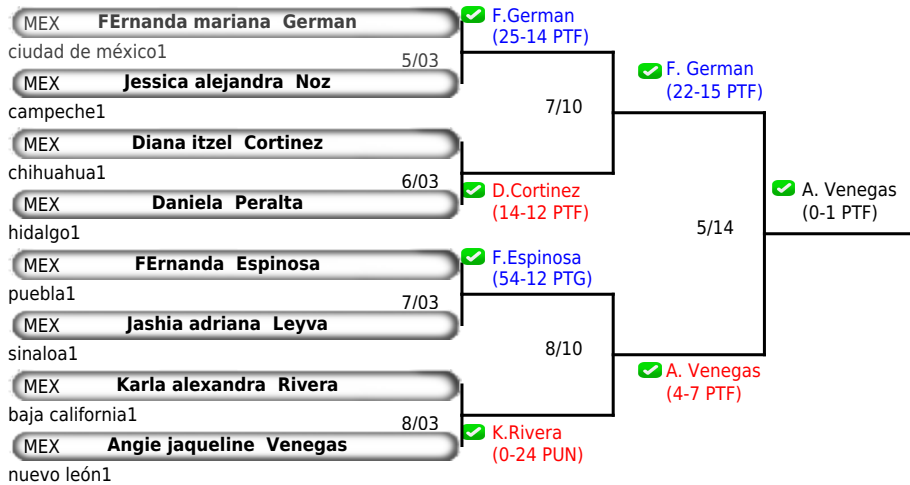 MEX FErnanda mariana German
ciudad de méxico1
5/03
MEX Jessica alejandra Noz
campeche1
MEX Diana itzel Cortinez
chihuahua1
6/03
MEX Daniela Peralta
hidalgo1
MEX FErnanda Espinosa
puebla1
7/03
MEX Jashia adriana Leyva
sinaloa1
MEX Karla alexandra Rivera
baja california1
8/03
MEX Angie jaqueline Venegas
nuevo león1
F.German
(25-14 PTF)
7/10
D.Cortinez
(14-12 PTF)
F.Espinosa
(54-12 PTG)
8/10
K.Rivera
(0-24 PUN)
F. German
(22-15 PTF)
5/14
A. Venegas
(4-7 PTF)
A. Venegas
(0-1 PTF)